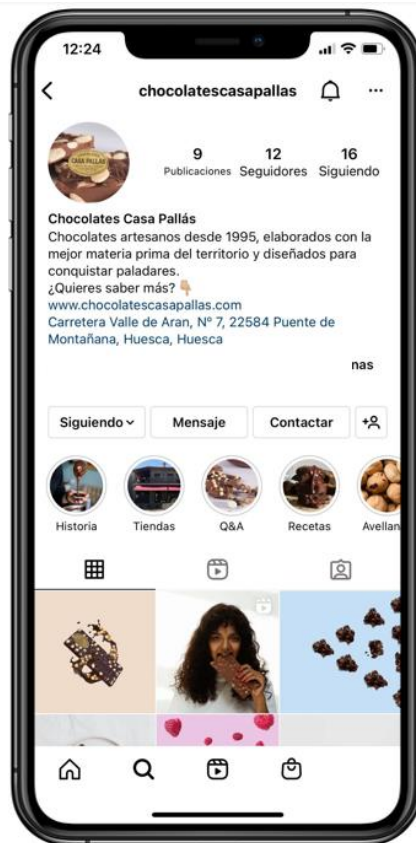 12:24
chocolatescasapallas
CASA PALLÁS
9
12
16
Publicaciones
Seguidores
Siguiendo
Chocolates Casa Pallás
Chocolates artesanos desde 1995, elaborados con la
mejor materia prima del territorio y diseñados para
conquistar paladares.
¿Quieres saber más? 👇🏼
www.chocolatescasapallas.com
Carretera Valle de Aran, Nº 7, 22584 Puente de
Montañana, Huesca, Huesca
nas
Siguiendo
Mensaje
Contactar
Historia
Tiendas
Q&A
Recetas
Avellan